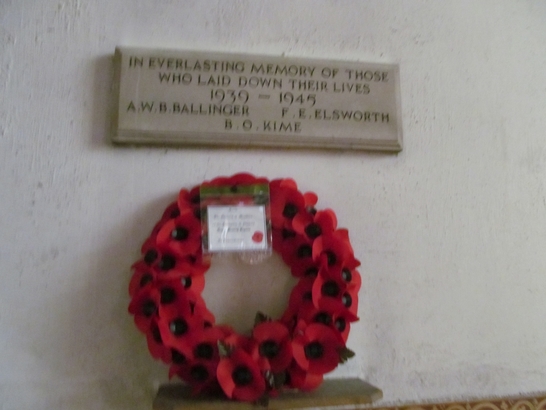 IN EVERLASTING MEMORY OF THOSE
WHO LAID DOWN THEIR LIVES
1939 — 1945
A.W.B. BALLINGER F.E. ELSWORTH
B.O. KIME